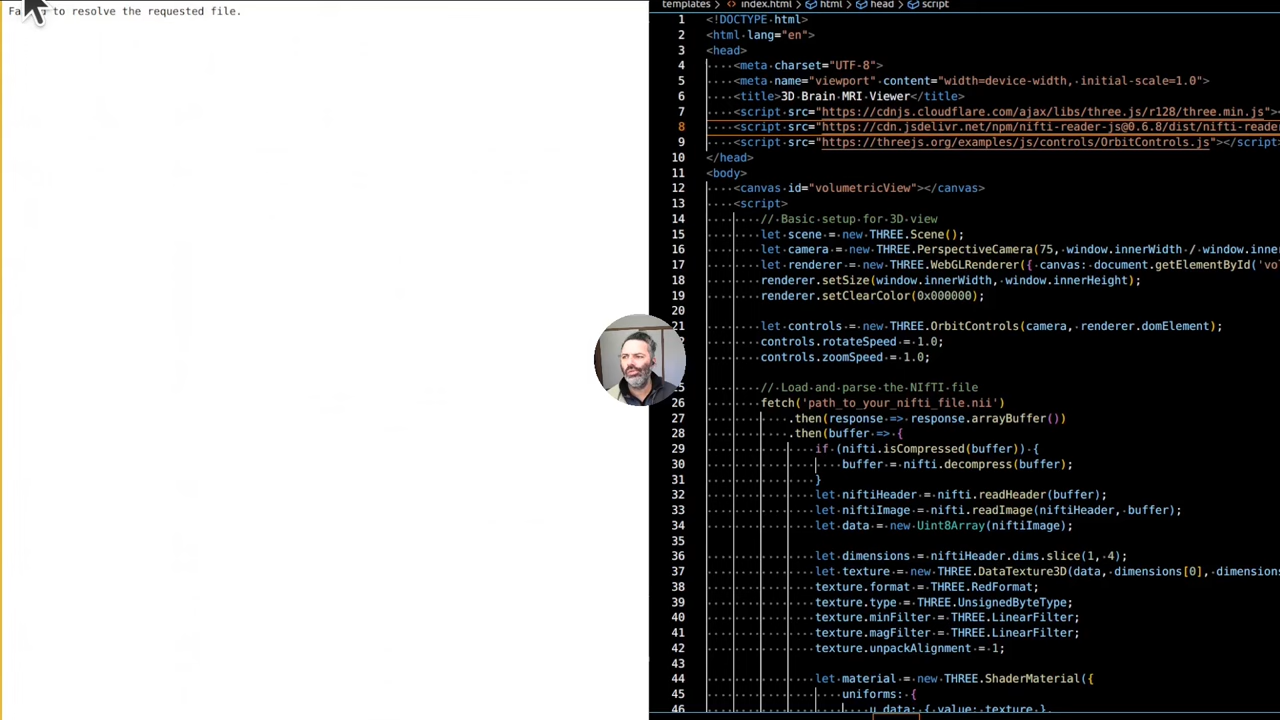 Fa to resolve the requested file.
templates > <> index.html > html > head > script
1 <!DOCTYPE html>
2 <html lang="en">
3 <head>
4 ····<meta charset="UTF-8">
5 ····<meta name="viewport" content="width=device-width, initial-scale=1.0">
6 ····<title>3D Brain MRI Viewer</title>
7 ····<script src="https://cdnjs.cloudflare.com/ajax/libs/three.js/r128/three.min.js">
8 ····<script src="https://cdn.jsdelivr.net/npm/nifti-reader-js@0.6.8/dist/nifti-reade
9 ····<script src="https://threejs.org/examples/js/controls/OrbitControls.js"></script
10 </head>
11 <body>
12 ····<canvas id="volumetricView"></canvas>
13 ····<script>
14 ········// Basic setup for 3D view
15 ········let scene = new THREE.Scene();
16 ········let camera = new THREE.PerspectiveCamera(75, window.innerWidth / window.inne
17 ········let renderer = new THREE.WebGLRenderer({ canvas: document.getElementById('vo
18 ········renderer.setSize(window.innerWidth, window.innerHeight);
19 ········renderer.setClearColor(0x000000);
20
21 ········let controls = new THREE.OrbitControls(camera, renderer.domElement);
2 ········controls.rotateSpeed = 1.0;
controls.zoomSpeed = 1.0;
5 ········// Load and parse the NIfTI file
26 ········fetch('path_to_your_nifti_file.nii')
27 ············.then(response => response.arrayBuffer())
28 ············.then(buffer => {
29 ················if (nifti.isCompressed(buffer)) {
30 ····················buffer = nifti.decompress(buffer);
31 ················}
32 ················let niftiHeader = nifti.readHeader(buffer);
33 ················let niftiImage = nifti.readImage(niftiHeader, buffer);
34 ················let data = new Uint8Array(niftiImage);
35
36 ················let dimensions = niftiHeader.dims.slice(1, 4);
37 ················let texture = new THREE.DataTexture3D(data, dimensions[0], dimensions
38 ················texture.format = THREE.RedFormat;
39 ················texture.type = THREE.UnsignedByteType;
40 ················texture.minFilter = THREE.LinearFilter;
41 ················texture.magFilter = THREE.LinearFilter;
42 ················texture.unpackAlignment = 1;
43
44 ················let material = new THREE.ShaderMaterial({
45 ····················uniforms: {
46 ························u_data: { value: texture },